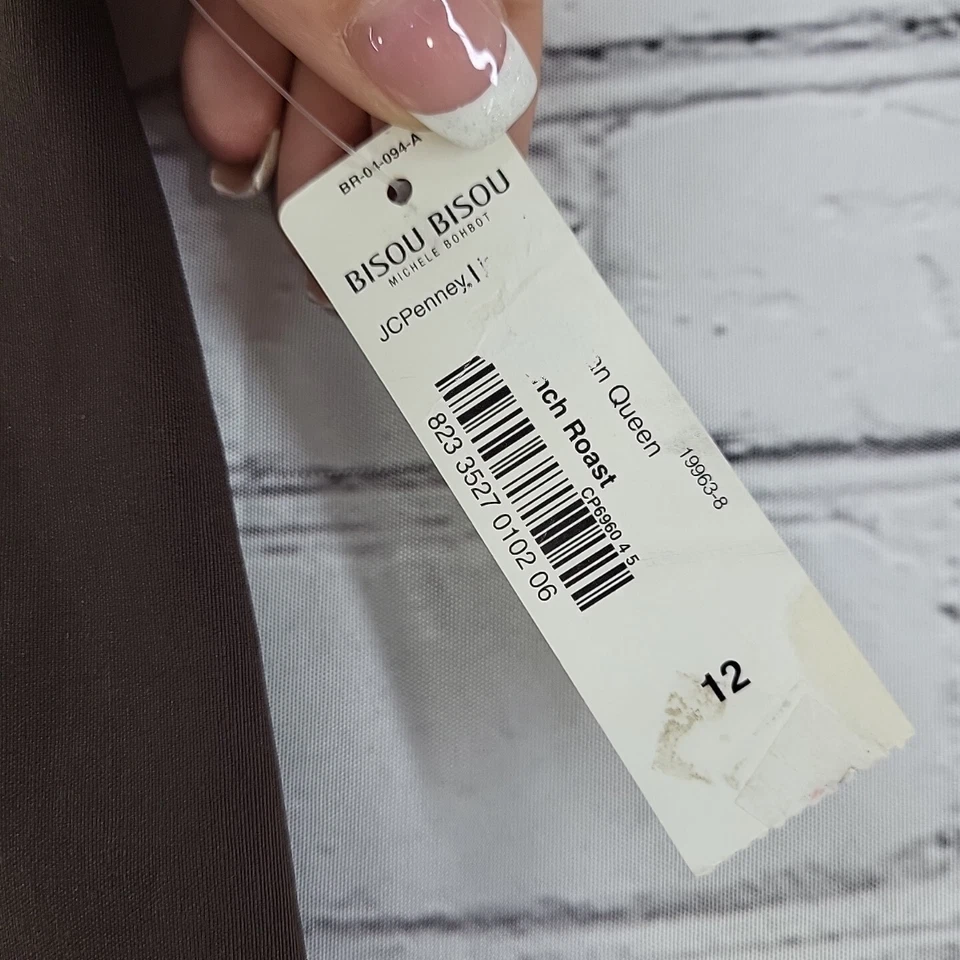 BR-01-094-A
BISOU BISOU
MICHELE BOHBOT
JCPenney
Queen
19963-8
Roast
CP6960 4 5
823 3527 0102 06
12